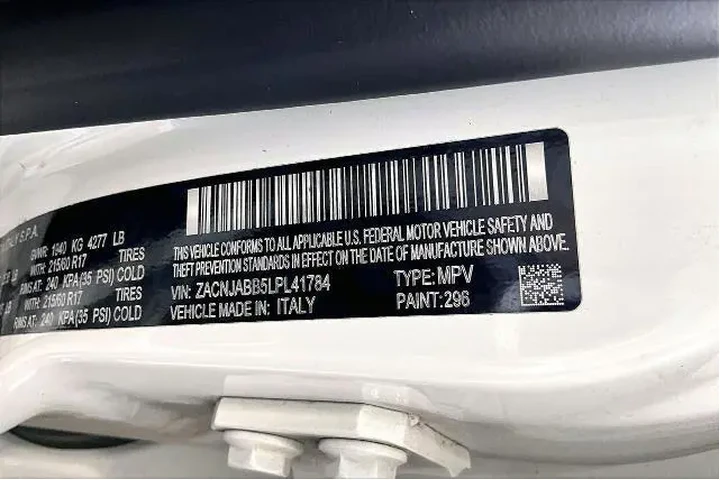 ITALY S.P.A.
GVWR: 1940 KG 4277 LB
WITH: 215/60 R17 TIRES
RIMS AT: 240 KPA(35 PSI) COLD
LB WITH: 215/60 R17 TIRES
RIMS AT: 240 KPA(35 PSI) COLD
THIS VEHICLE CONFORMS TO ALL APPLICABLE U.S. FEDERAL MOTOR VEHICLE SAFETY AND
THEFT PREVENTION STANDARDS IN EFFECT ON THE DATE OF MANUFACTURE SHOWN ABOVE.
VIN: ZACNJABB5LPL41784 TYPE: MPV
VEHICLE MADE IN: ITALY PAINT:296